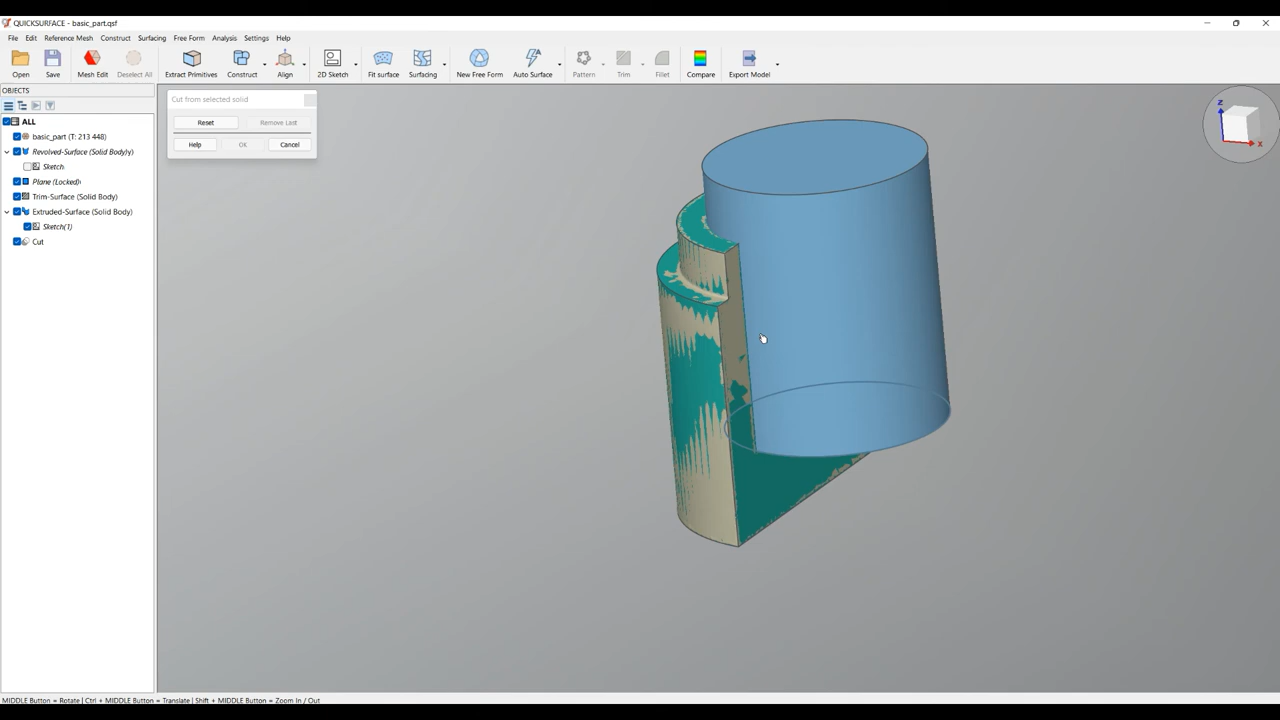 QUICKSURFACE - basic_part.qsf
File Edit Reference Mesh Construct Surfacing Free Form Analysis Settings Help
Open Save Mesh Edit Deselect All Extract Primitives Construct Align 2D Sketch Fit surface Surfacing New Free Form Auto Surface Pattern Trim Fillet Compare Export Model
OBJECTS
Cut from selected solid
ALL
Reset Remove Last
basic_part (T: 213 448)
Help OK Cancel
Revolved-Surface (Solid Body)
Sketch
Plane (Locked)
Trim-Surface (Solid Body)
Extruded-Surface (Solid Body)
Sketch(1)
Cut
Z
X
MIDDLE Button = Rotate | Ctrl + MIDDLE Button = Translate | Shift + MIDDLE Button = Zoom In / Out